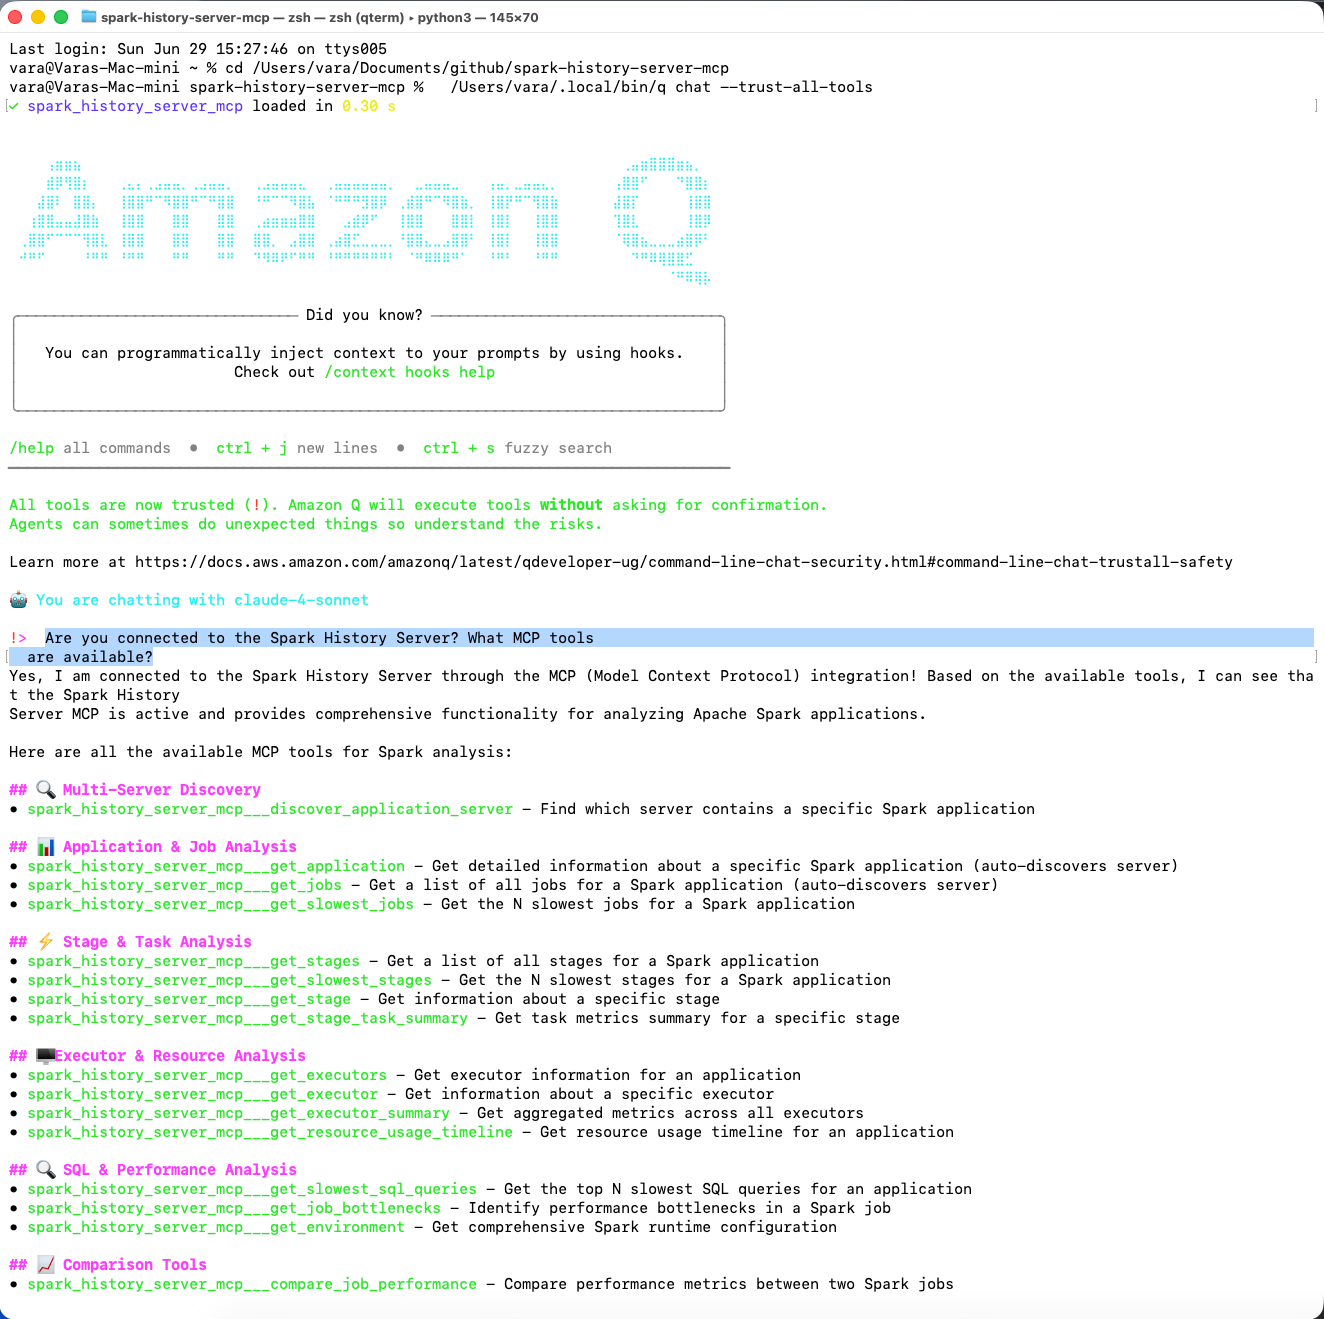 spark-history-server-mcp — zsh — zsh (qterm) ▸ python3 — 145×70
Last login: Sun Jun 29 15:27:46 on ttys005
vara@Varas-Mac-mini ~ % cd /Users/vara/Documents/github/spark-history-server-mcp
vara@Varas-Mac-mini spark-history-server-mcp %   /Users/vara/.local/bin/q chat --trust-all-tools
✓ spark_history_server_mcp loaded in 0.30 s
Amazon Q
Did you know?
You can programmatically inject context to your prompts by using hooks.
Check out /context hooks help
/help all commands  •  ctrl + j new lines  •  ctrl + s fuzzy search
All tools are now trusted (!). Amazon Q will execute tools without asking for confirmation.
Agents can sometimes do unexpected things so understand the risks.
Learn more at https://docs.aws.amazon.com/amazonq/latest/qdeveloper-ug/command-line-chat-security.html#command-line-chat-trustall-safety
🤖 You are chatting with claude-4-sonnet
!>  Are you connected to the Spark History Server? What MCP tools
are available?
Yes, I am connected to the Spark History Server through the MCP (Model Context Protocol) integration! Based on the available tools, I can see tha
t the Spark History
Server MCP is active and provides comprehensive functionality for analyzing Apache Spark applications.
Here are all the available MCP tools for Spark analysis:
## 🔍 Multi-Server Discovery
• spark_history_server_mcp___discover_application_server — Find which server contains a specific Spark application
## 📊 Application & Job Analysis
• spark_history_server_mcp___get_application — Get detailed information about a specific Spark application (auto-discovers server)
• spark_history_server_mcp___get_jobs — Get a list of all jobs for a Spark application (auto-discovers server)
• spark_history_server_mcp___get_slowest_jobs — Get the N slowest jobs for a Spark application
## ⚡ Stage & Task Analysis
• spark_history_server_mcp___get_stages — Get a list of all stages for a Spark application
• spark_history_server_mcp___get_slowest_stages — Get the N slowest stages for a Spark application
• spark_history_server_mcp___get_stage — Get information about a specific stage
• spark_history_server_mcp___get_stage_task_summary — Get task metrics summary for a specific stage
## 🖥️Executor & Resource Analysis
• spark_history_server_mcp___get_executors — Get executor information for an application
• spark_history_server_mcp___get_executor — Get information about a specific executor
• spark_history_server_mcp___get_executor_summary — Get aggregated metrics across all executors
• spark_history_server_mcp___get_resource_usage_timeline — Get resource usage timeline for an application
## 🔍 SQL & Performance Analysis
• spark_history_server_mcp___get_slowest_sql_queries — Get the top N slowest SQL queries for an application
• spark_history_server_mcp___get_job_bottlenecks — Identify performance bottlenecks in a Spark job
• spark_history_server_mcp___get_environment — Get comprehensive Spark runtime configuration
## 📈 Comparison Tools
• spark_history_server_mcp___compare_job_performance — Compare performance metrics between two Spark jobs